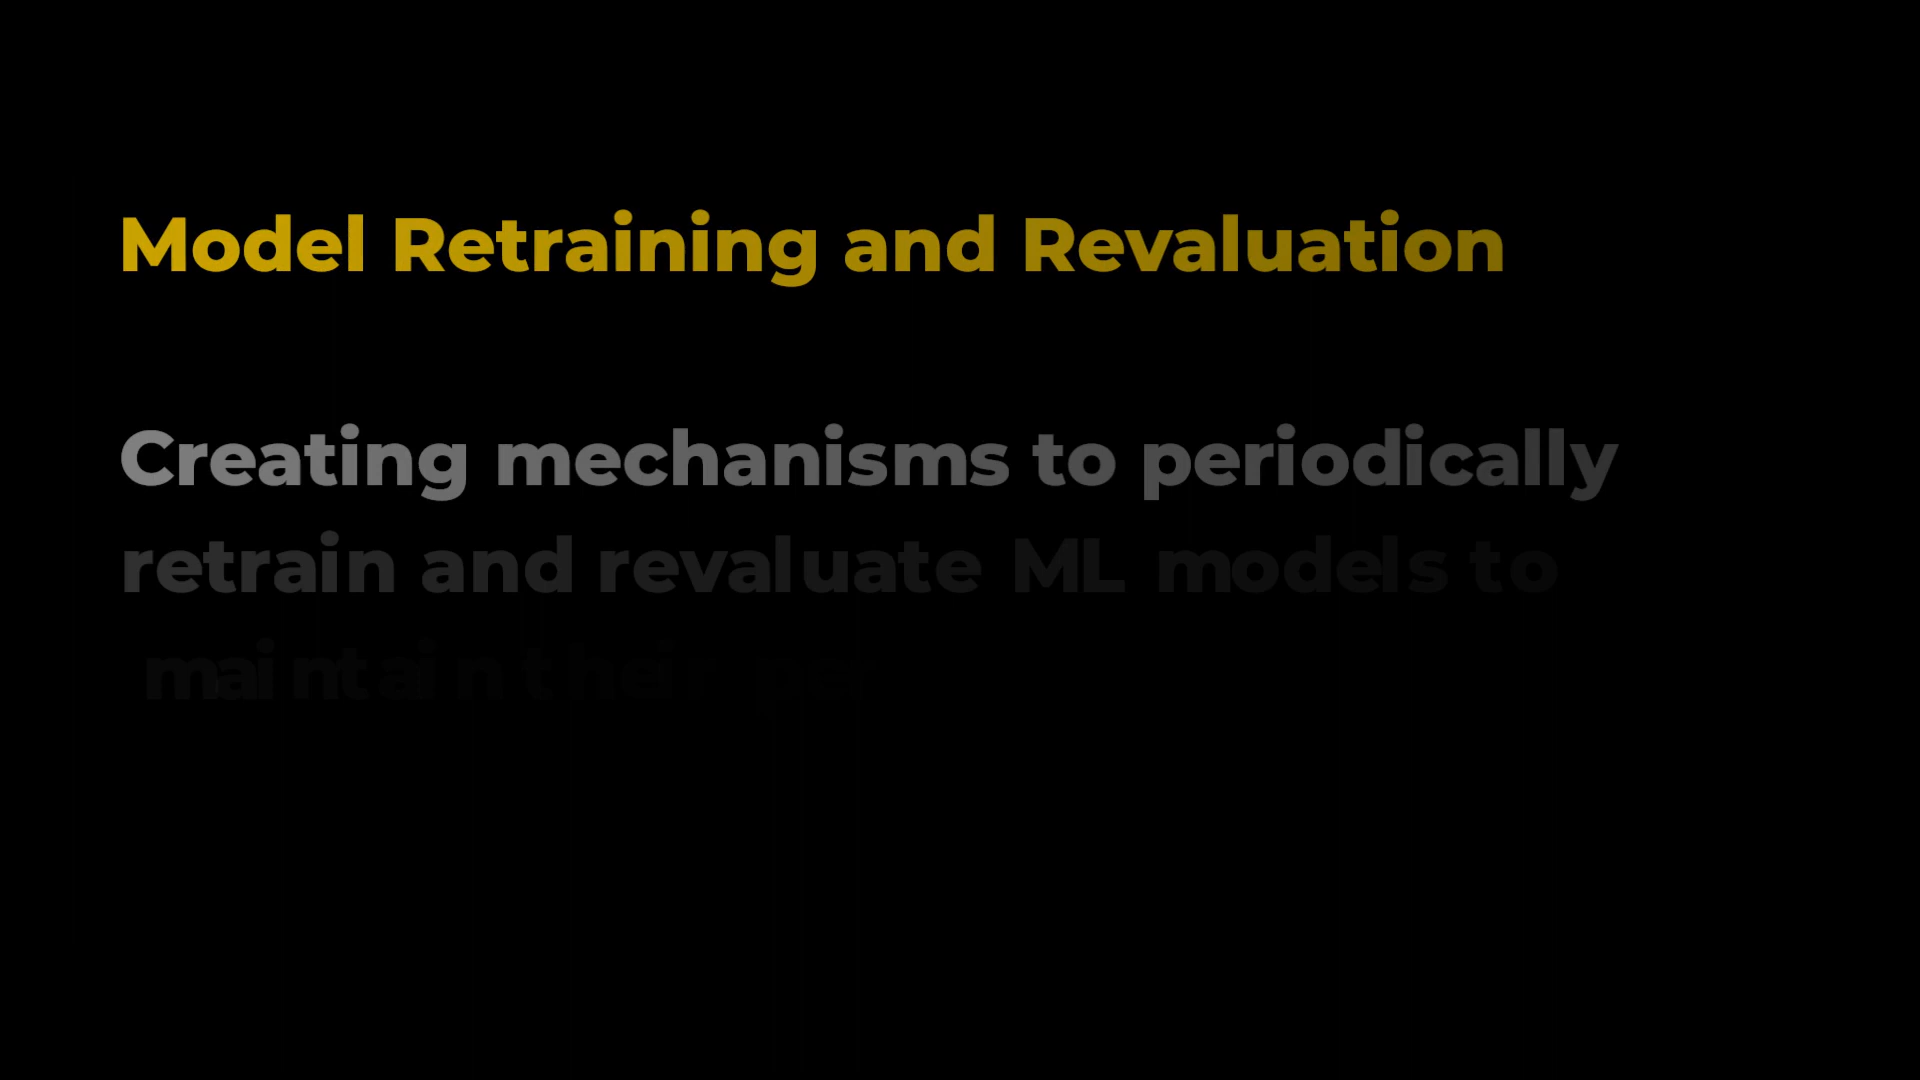 Model Retraining and Revaluation
Creating mechanisms to periodically
retrain and revaluate ML models to
maintain their